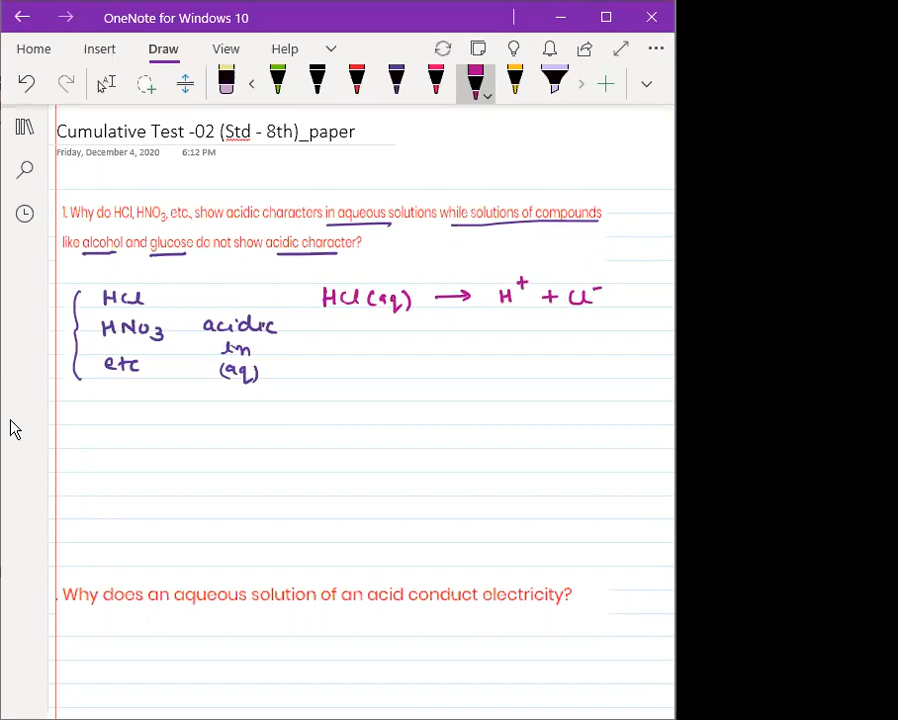 OneNote for Windows 10
Home Insert Draw View Help
Cumulative Test -02 (Std - 8th)_paper
Friday, December 4, 2020 6:12 PM
1. Why do HCl, HNO3, etc., show acidic characters in aqueous solutions while solutions of compounds
like alcohol and glucose do not show acidic character?
HCl
HCl(aq) → H⁺ + Cl⁻
HNO3 acidic
in
etc (aq)
. Why does an aqueous solution of an acid conduct electricity?